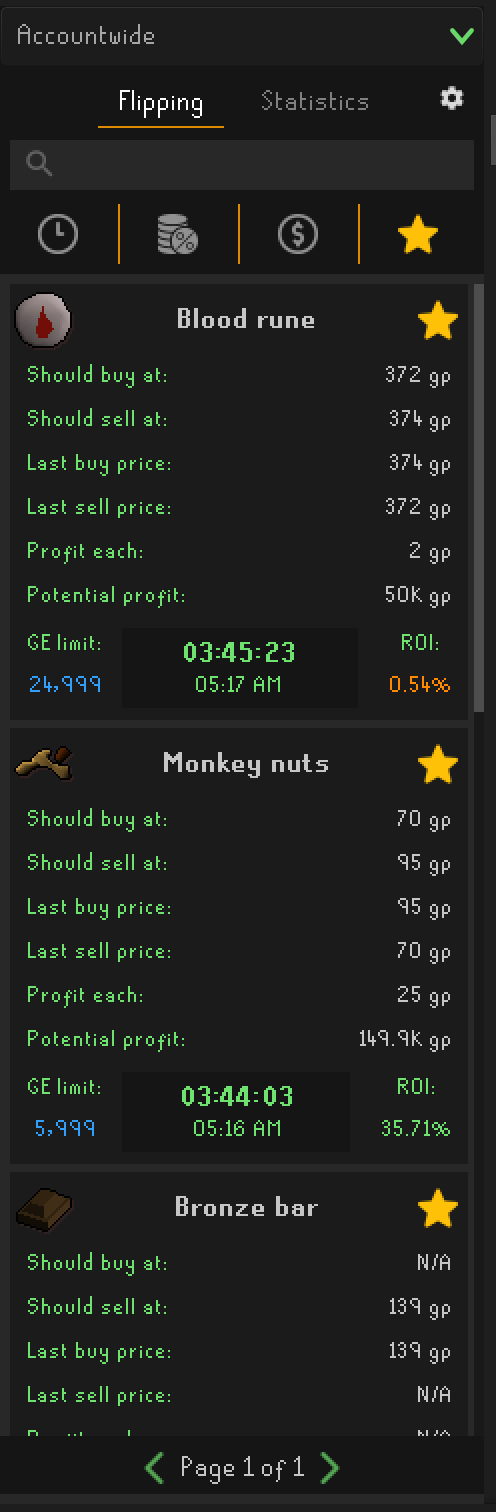 Accountwide
Flipping Statistics
Blood rune
Should buy at: 372 gp
Should sell at: 374 gp
Last buy price: 374 gp
Last sell price: 372 gp
Profit each: 2 gp
Potential profit: 50K gp
GE limit: 03:45:23 ROI:
24,999 05:17 AM 0.54%
Monkey nuts
Should buy at: 70 gp
Should sell at: 95 gp
Last buy price: 95 gp
Last sell price: 70 gp
Profit each: 25 gp
Potential profit: 149.9K gp
GE limit: 03:44:03 ROI:
5,999 05:16 AM 35.71%
Bronze bar
Should buy at: N/A
Should sell at: 139 gp
Last buy price: 139 gp
Last sell price: N/A
Page 1 of 1